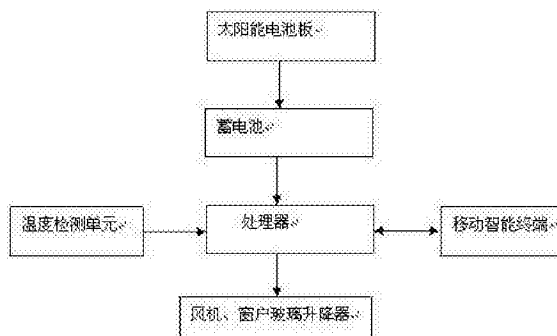 太阳能电池板
蓄电池
温度检测单元
处理器
移动智能终端
风机、窗户玻璃升降器